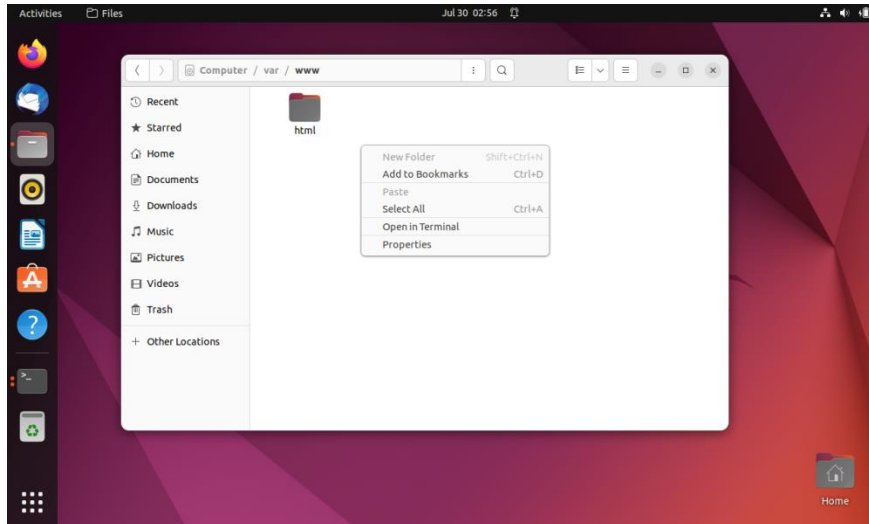 Activities Files Jul 30 02:56
Computer / var / www
Recent
html
Starred
Home
New Folder Shift+Ctrl+N
Documents
Add to Bookmarks Ctrl+D
Paste
Downloads
Select All Ctrl+A
Music
Open in Terminal
Pictures
Properties
Videos
Trash
+ Other Locations
Home